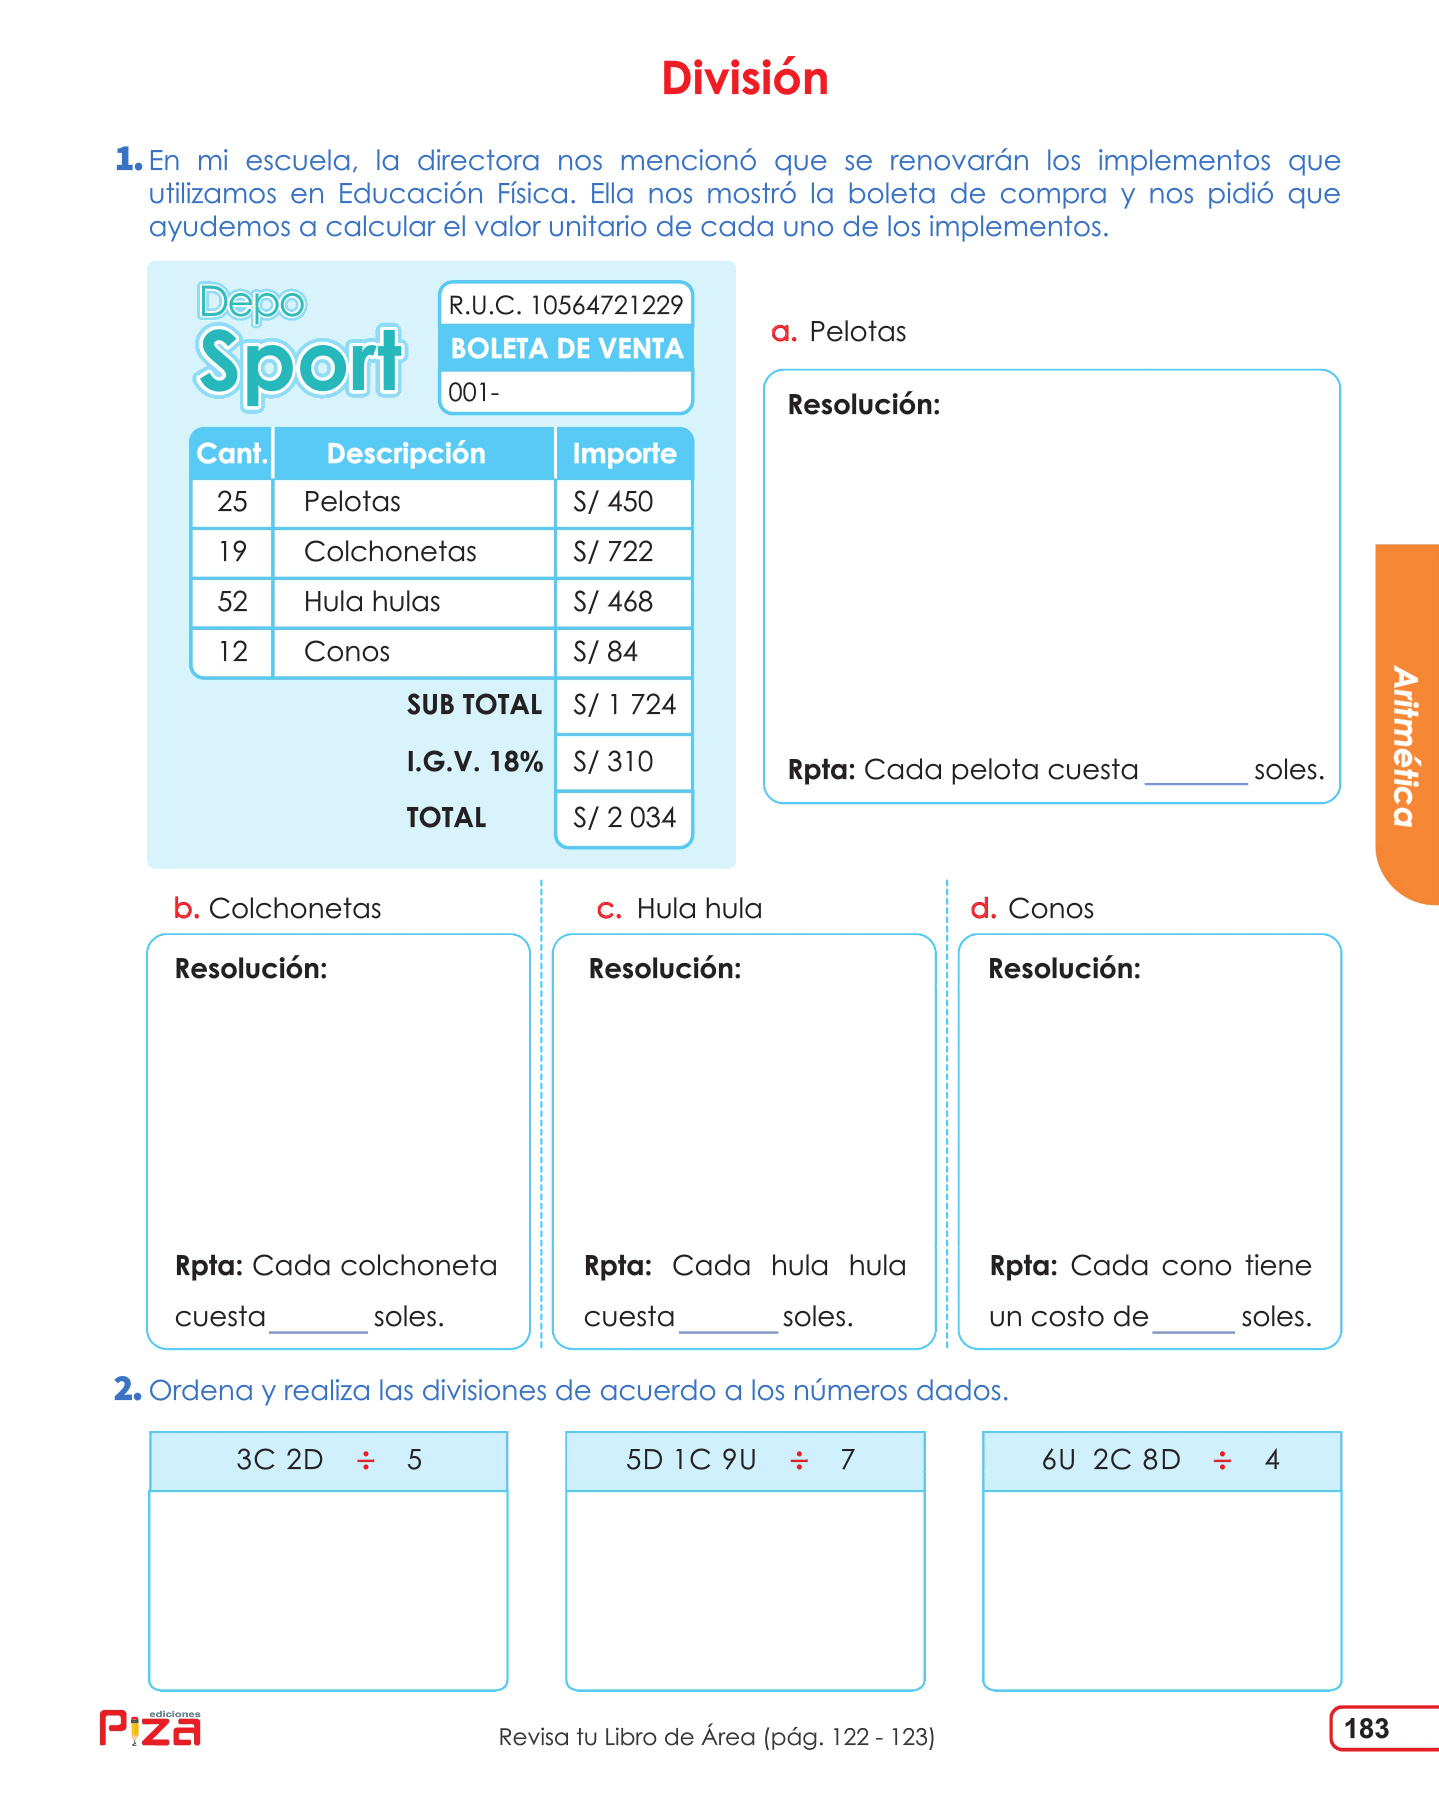 División
1. En mi escuela, la directora nos mencionó que se renovarán los implementos que
utilizamos en Educación Física. Ella nos mostró la boleta de compra y nos pidió que
ayudemos a calcular el valor unitario de cada uno de los implementos.
Depo
Sport
R.U.C. 10564721229
BOLETA DE VENTA
001-
Cant. Descripción Importe
25 Pelotas S/ 450
19 Colchonetas S/ 722
52 Hula hulas S/ 468
12 Conos S/ 84
SUB TOTAL S/ 1 724
I.G.V. 18% S/ 310
TOTAL S/ 2 034
a. Pelotas
Resolución:
Rpta: Cada pelota cuesta soles.
Aritmética
b. Colchonetas
Resolución:
Rpta: Cada colchoneta
cuesta soles.
c. Hula hula
Resolución:
Rpta: Cada hula hula
cuesta soles.
d. Conos
Resolución:
Rpta: Cada cono tiene
un costo de soles.
2. Ordena y realiza las divisiones de acuerdo a los números dados.
3C 2D ÷ 5
5D 1C 9U ÷ 7
6U 2C 8D ÷ 4
ediciones
Piza
Revisa tu Libro de Área (pág. 122 - 123)
183